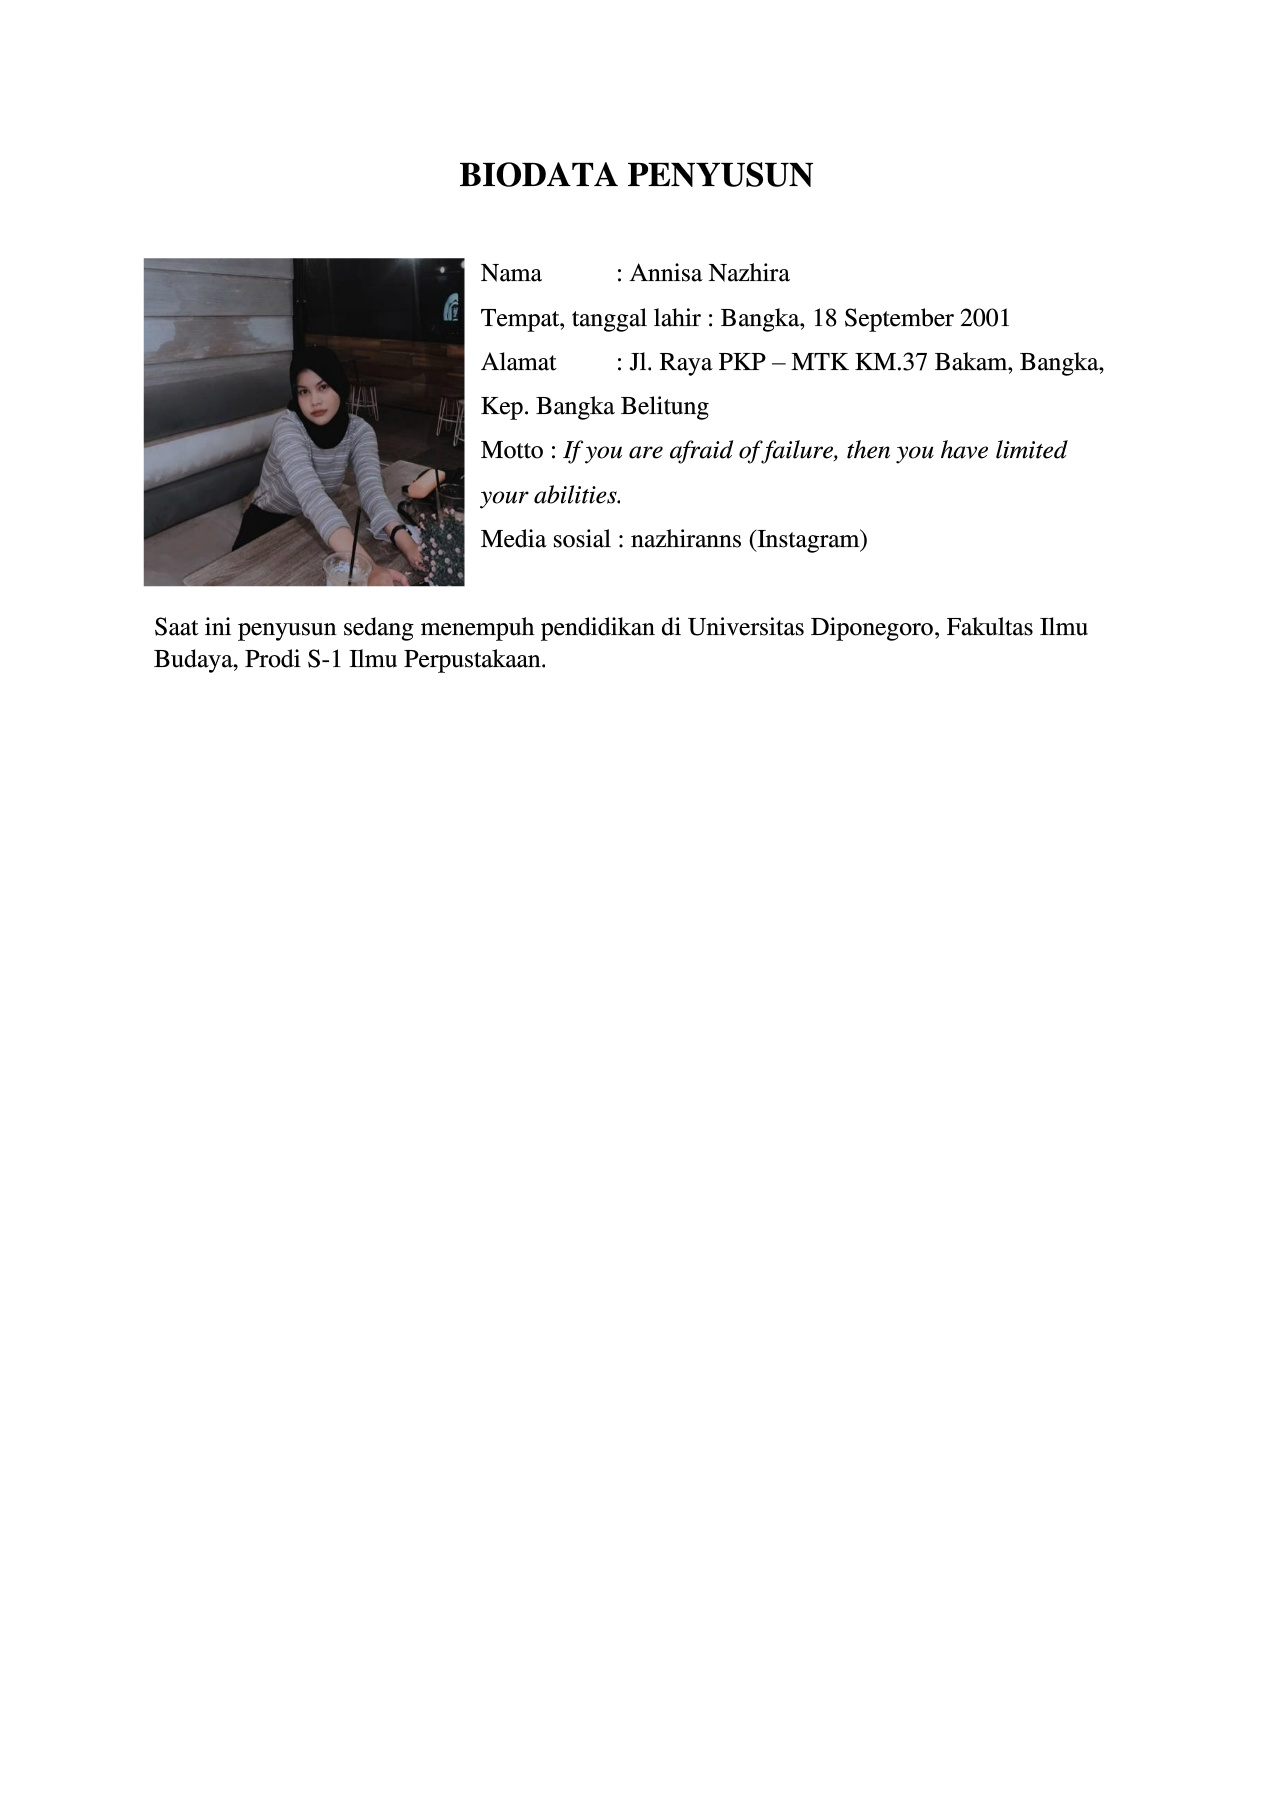 BIODATA PENYUSUN
Nama : Annisa Nazhira
Tempat, tanggal lahir : Bangka, 18 September 2001
Alamat : Jl. Raya PKP – MTK KM.37 Bakam, Bangka,
Kep. Bangka Belitung
Motto : If you are afraid of failure, then you have limited
your abilities.
Media sosial : nazhiranns (Instagram)
Saat ini penyusun sedang menempuh pendidikan di Universitas Diponegoro, Fakultas Ilmu
Budaya, Prodi S-1 Ilmu Perpustakaan.